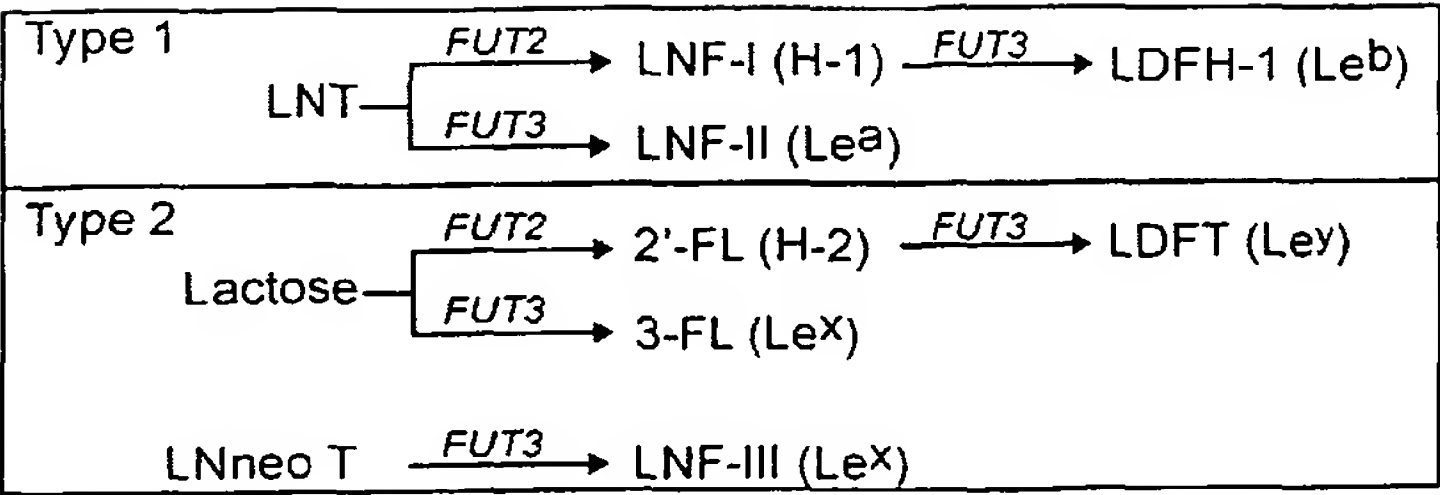 Type 1
FUT2
FUT3
LNF-I (H-1)
LDFH-1 (Leb)
LNT
FUT3
LNF-II (Lea)
Type 2
FUT2
FUT3
2'-FL (H-2)
LDFT (Ley)
Lactose
FUT3
3-FL (Lex)
LNneo T
FUT3
LNF-III (Lex)